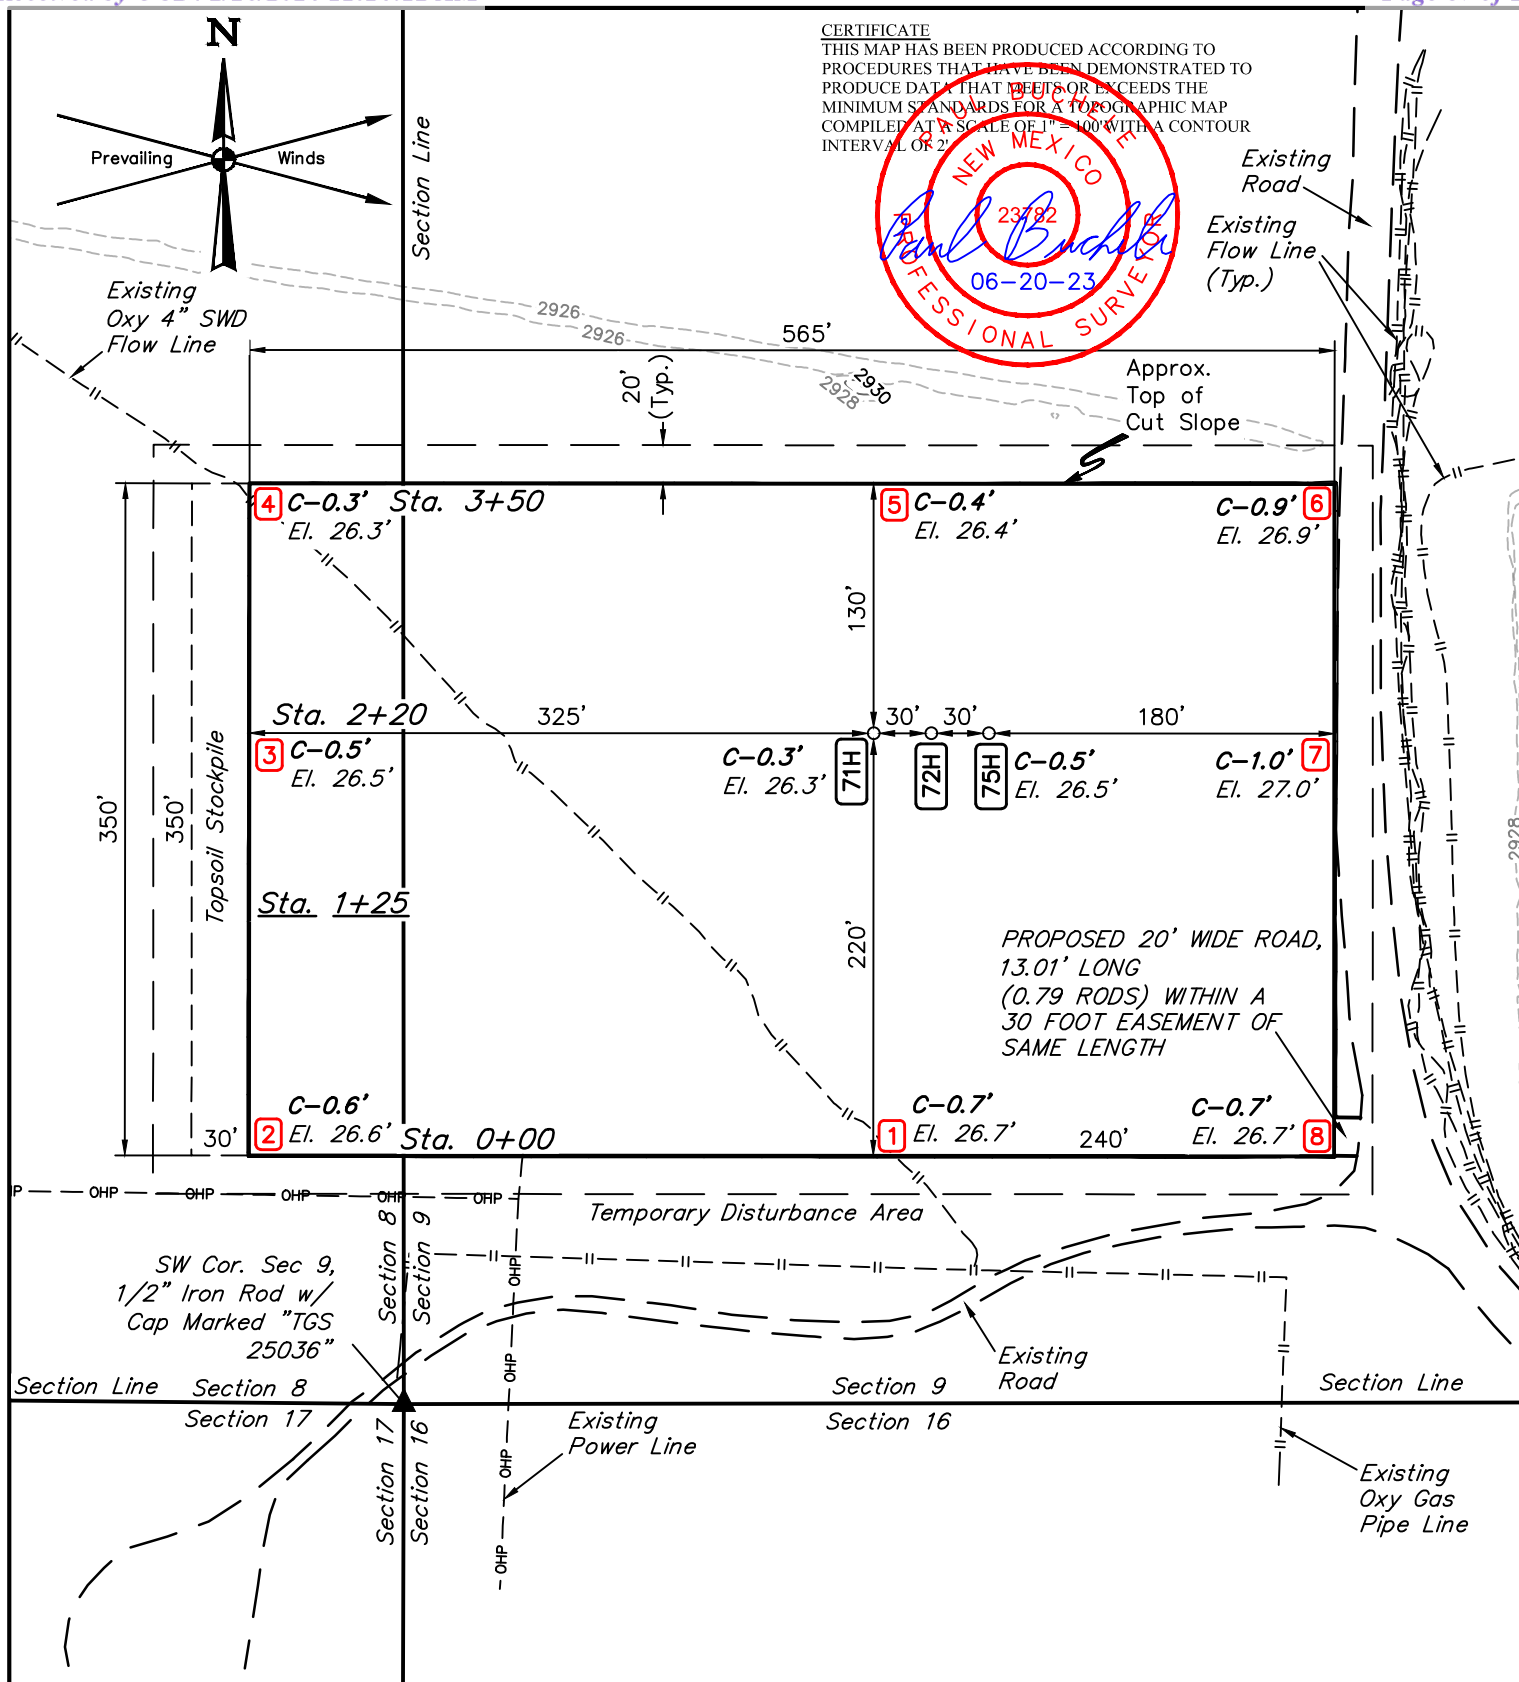 N
Prevailing
Winds
Section Line
CERTIFICATE
THIS MAP HAS BEEN PRODUCED ACCORDING TO
PROCEDURES THAT HAVE BEEN DEMONSTRATED TO
PRODUCE DATA THAT MEETS OR EXCEEDS THE
MINIMUM STANDARDS FOR A TOPOGRAPHIC MAP
COMPILED AT A SCALE OF 1" = 100' WITH A CONTOUR
INTERVAL OF 2'.
PAUL BUCHELE
NEW MEXICO
23782
Paul Buchele
06-20-23
PROFESSIONAL SURVEYOR
Existing
Road
Existing
Flow Line
(Typ.)
Existing
Oxy 4" SWD
Flow Line
2926
2926
565'
20'
(Typ.)
2930
2928
Approx.
Top of
Cut Slope
4 C-0.3' Sta. 3+50
El. 26.3'
5 C-0.4'
El. 26.4'
C-0.9' 6
El. 26.9'
130'
Sta. 2+20
325'
30' 30'
180'
3 C-0.5'
El. 26.5'
C-0.3'
El. 26.3'
71H
72H
75H
C-0.5'
El. 26.5'
C-1.0' 7
El. 27.0'
350'
350'
Topsoil Stockpile
2928
Sta. 1+25
220'
PROPOSED 20' WIDE ROAD,
13.01' LONG
(0.79 RODS) WITHIN A
30 FOOT EASEMENT OF
SAME LENGTH
30'
2 C-0.6'
El. 26.6'
Sta. 0+00
1 C-0.7'
El. 26.7'
240'
C-0.7'
El. 26.7' 8
OHP
OHP
OHP
OHP
OHP
Temporary Disturbance Area
Section 8
Section 9
OHP
SW Cor. Sec 9,
1/2" Iron Rod w/
Cap Marked "TGS
25036"
OHP
Existing
Road
Section Line
Section 8
Section 9
Section Line
Section 17
Section 16
Section 17
Section 16
Existing
Power Line
OHP
OHP
Existing
Oxy Gas
Pipe Line